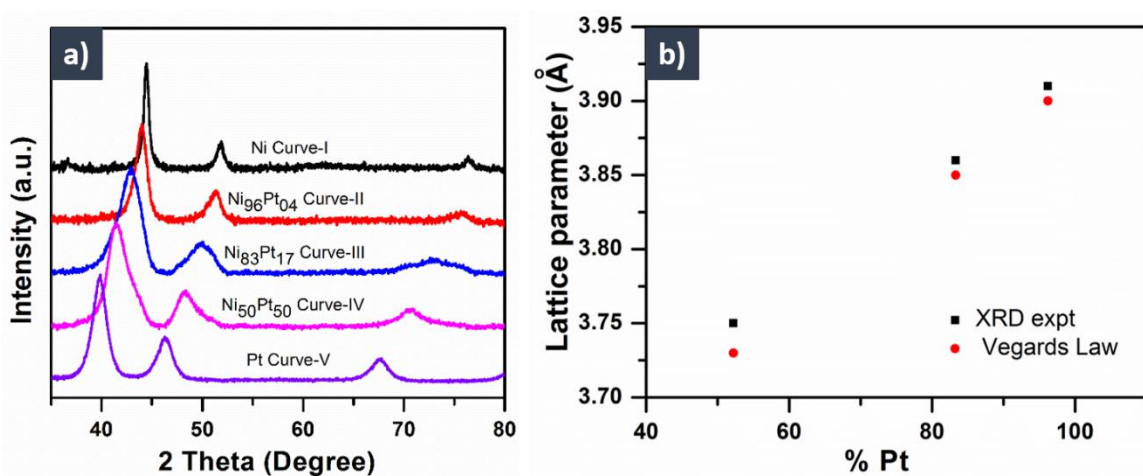 a)
Intensity (a.u.)
Ni Curve-I
Ni96Pt04 Curve-II
Ni83Pt17 Curve-III
Ni50Pt50 Curve-IV
Pt Curve-V
40 50 60 70 80
2 Theta (Degree)
b)
Lattice parameter (Å)
3.95
3.90
3.85
3.80
3.75
3.70
XRD expt
Vegards Law
40 60 80 100
% Pt